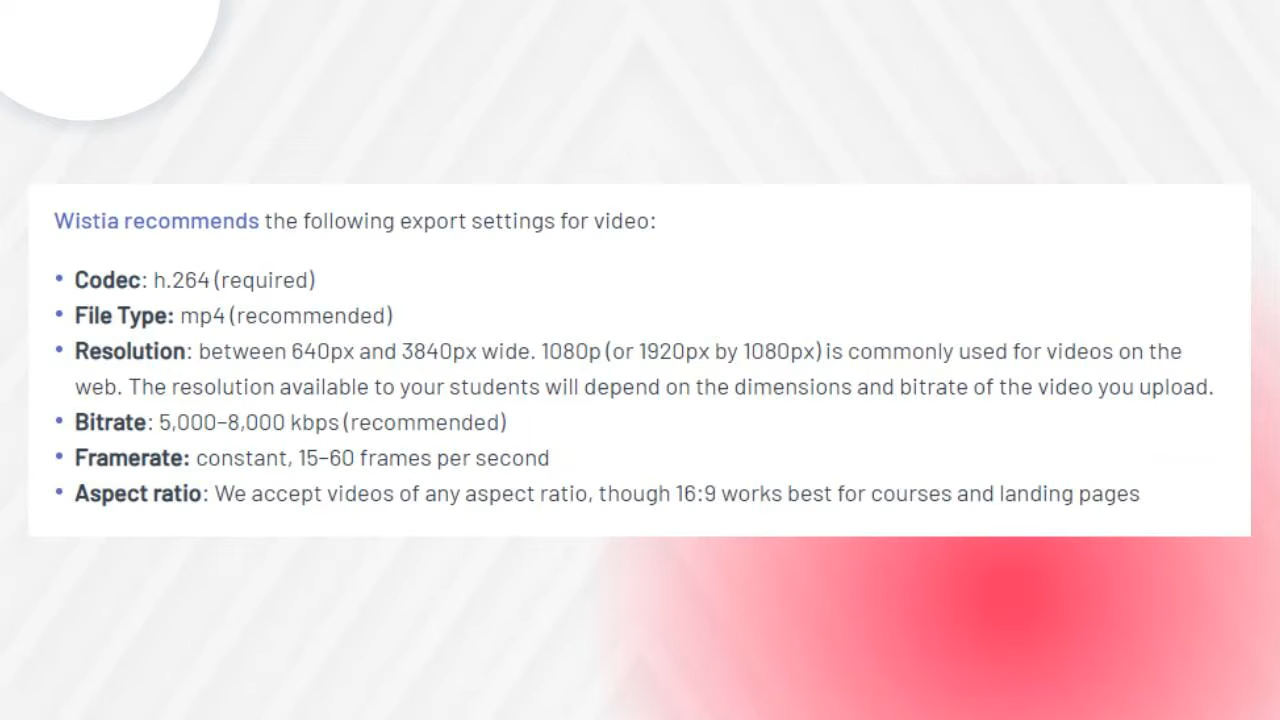 Wistia recommends the following export settings for video:
• Codec: h.264 (required)
• File Type: mp4 (recommended)
• Resolution: between 640px and 3840px wide. 1080p (or 1920px by 1080px) is commonly used for videos on the
web. The resolution available to your students will depend on the dimensions and bitrate of the video you upload.
• Bitrate: 5,000–8,000 kbps (recommended)
• Framerate: constant, 15–60 frames per second
• Aspect ratio: We accept videos of any aspect ratio, though 16:9 works best for courses and landing pages